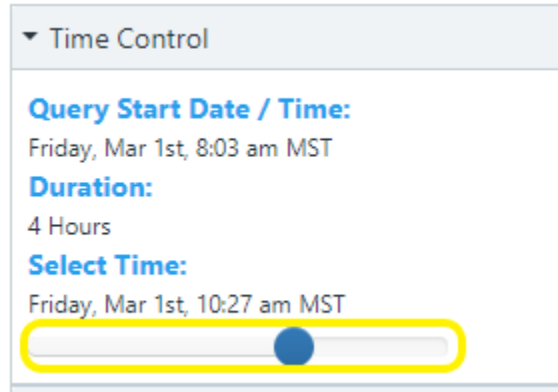 Time Control
Query Start Date / Time:
Friday, Mar 1st, 8:03 am MST
Duration:
4 Hours
Select Time:
Friday, Mar 1st, 10:27 am MST